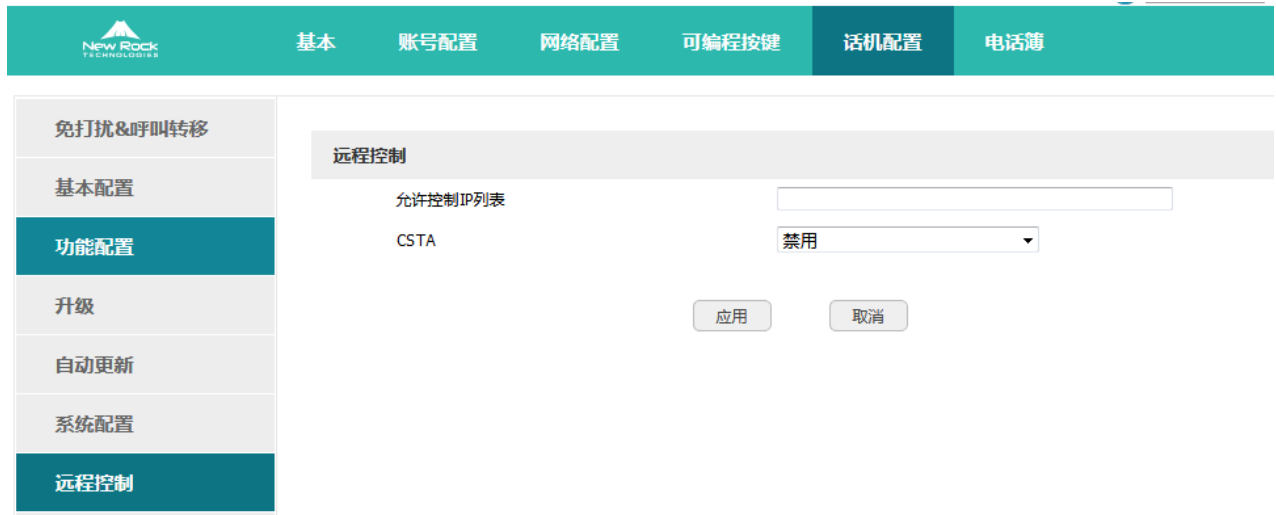 New Rock
TECHNOLOGIES
基本
账号配置
网络配置
可编程按键
话机配置
电话薄
免打扰&呼叫转移
基本配置
功能配置
升级
自动更新
系统配置
远程控制
远程控制
允许控制IP列表
CSTA
禁用
应用
取消